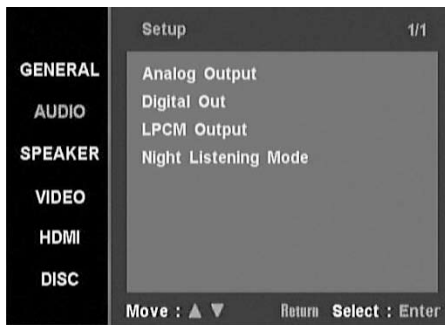 Setup 1/1
GENERAL
AUDIO
SPEAKER
VIDEO
HDMI
DISC
Analog Output
Digital Out
LPCM Output
Night Listening Mode
Move : ▲ ▼ Return Select : Enter